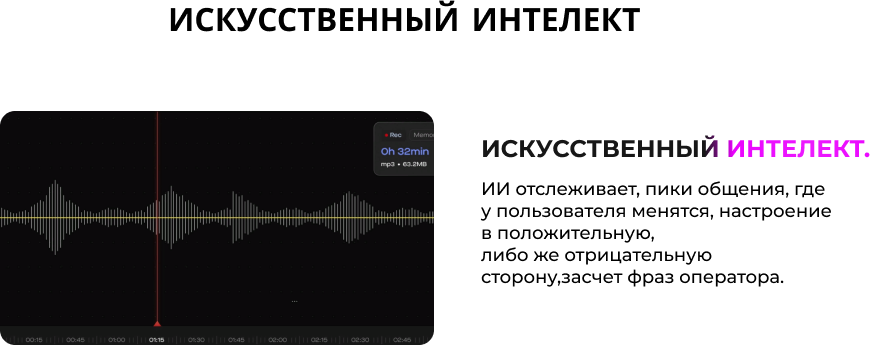 ИСКУССТВЕННЫЙ ИНТЕЛЕКТ
Rec Memo
0h 32min
mp3 • 63.2MB
...
00:15 00:45 01:00 01:15 01:30 01:45 02:00 02:15 02:30 02:45
ИСКУССТВЕННЫЙ ИНТЕЛЕКТ.
ИИ отслеживает, пики общения, где
у пользователя менятся, настроение
в положительную,
либо же отрицательную
сторону,засчет фраз оператора.